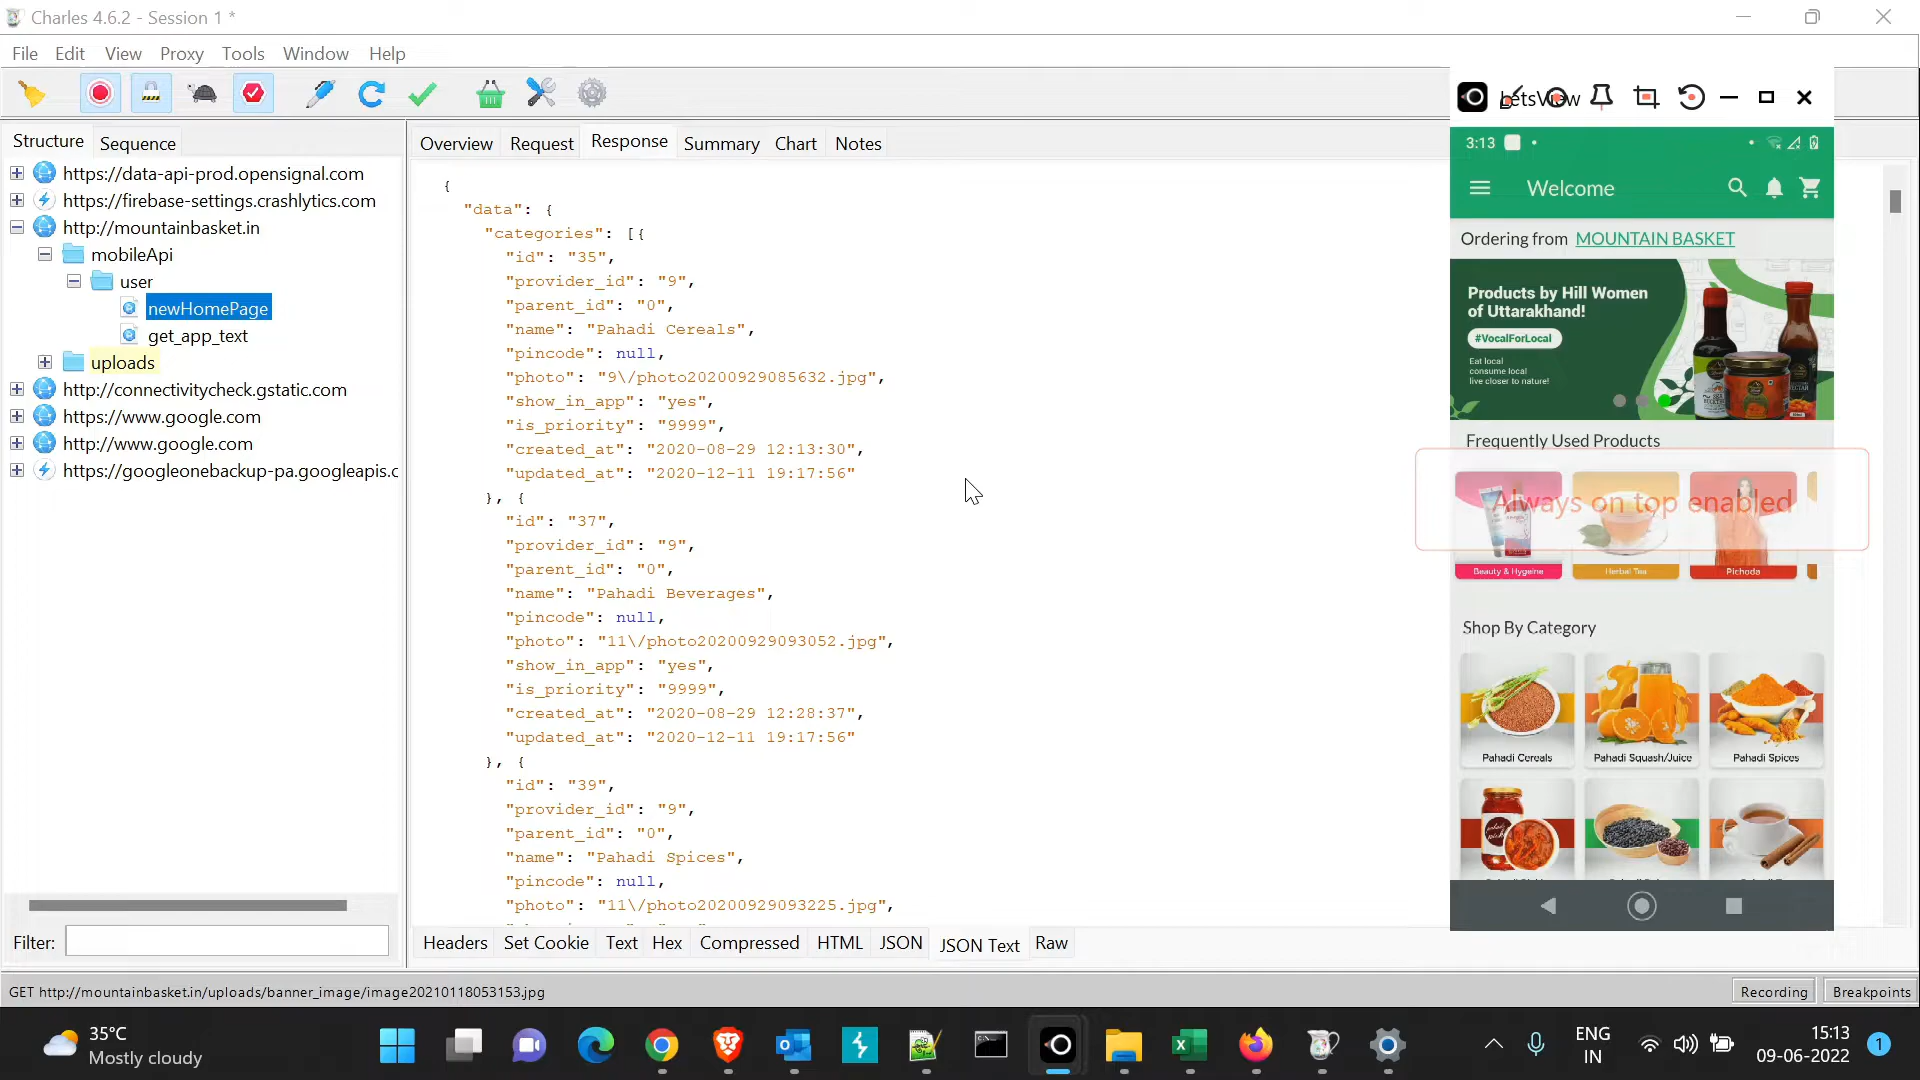 Charles 4.6.2 - Session 1 *
File Edit View Proxy Tools Window Help
Structure Sequence
https://data-api-prod.opensignal.com
https://firebase-settings.crashlytics.com
http://mountainbasket.in
mobileApi
user
newHomePage
get_app_text
uploads
http://connectivitycheck.gstatic.com
https://www.google.com
http://www.google.com
https://googleonebackup-pa.googleapis.c
Filter:
Overview Request Response Summary Chart Notes
{
"data": {
"categories": [{
"id": "35",
"provider_id": "9",
"parent_id": "0",
"name": "Pahadi Cereals",
"pincode": null,
"photo": "9\/photo20200929085632.jpg",
"show_in_app": "yes",
"is_priority": "9999",
"created_at": "2020-08-29 12:13:30",
"updated_at": "2020-12-11 19:17:56"
}, {
"id": "37",
"provider_id": "9",
"parent_id": "0",
"name": "Pahadi Beverages",
"pincode": null,
"photo": "11\/photo20200929093052.jpg",
"show_in_app": "yes",
"is_priority": "9999",
"created_at": "2020-08-29 12:28:37",
"updated_at": "2020-12-11 19:17:56"
}, {
"id": "39",
"provider_id": "9",
"parent_id": "0",
"name": "Pahadi Spices",
"pincode": null,
"photo": "11\/photo20200929093225.jpg",
Headers Set Cookie Text Hex Compressed HTML JSON JSON Text Raw
LetsView
3:13
Welcome
Ordering from MOUNTAIN BASKET
Products by Hill Women
of Uttarakhand!
#VocalForLocal
Eat local
consume local
live closer to nature!
Frequently Used Products
Always on top enabled
Beauty & Hygeine Herbal Tea Pichoda
Shop By Category
Pahadi Cereals Pahadi Squash/Juice Pahadi Spices
GET http://mountainbasket.in/uploads/banner_image/image20210118053153.jpg
Recording Breakpoints
35°C
Mostly cloudy
ENG
IN
15:13
09-06-2022
1